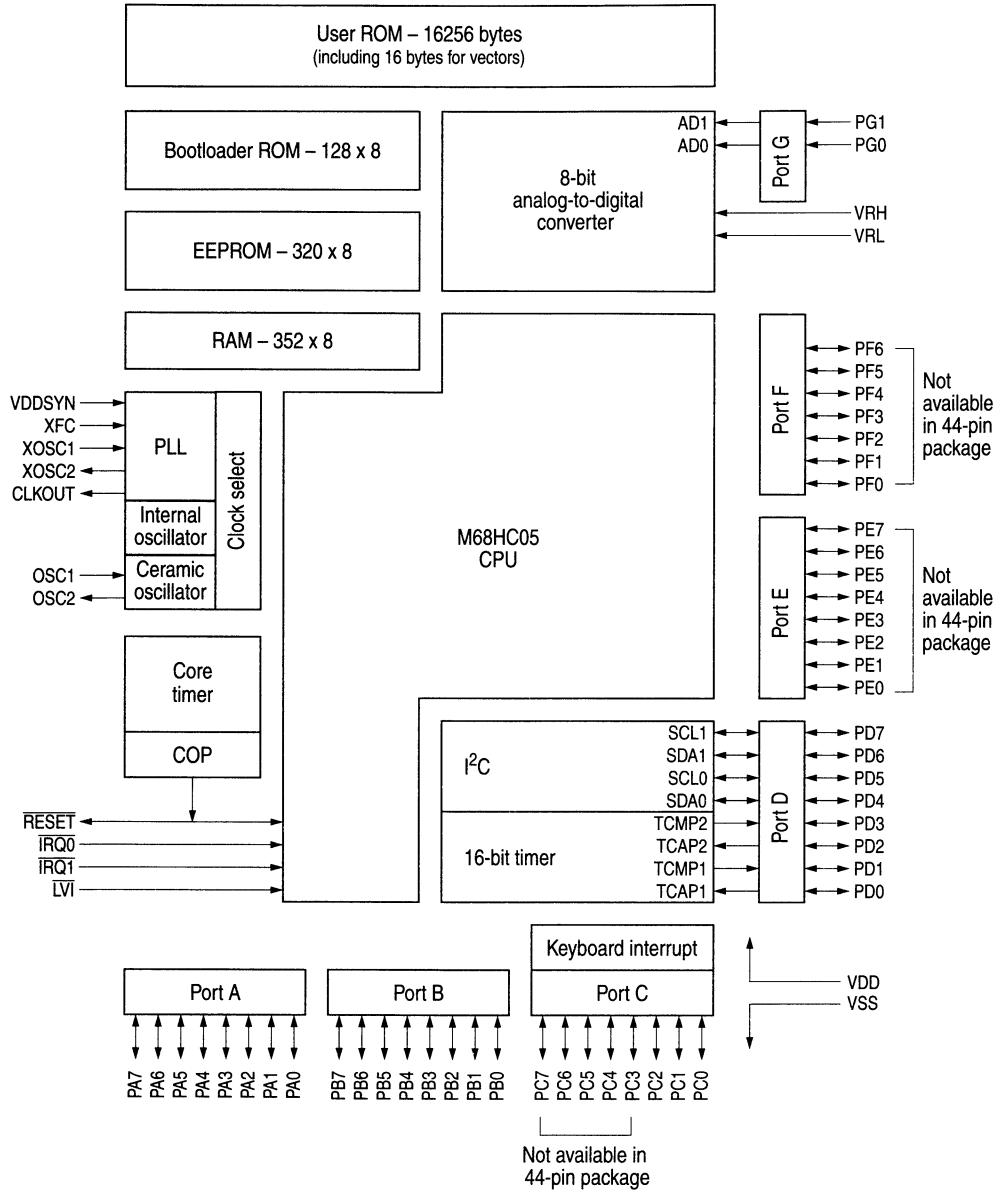 User ROM – 16256 bytes
(including 16 bytes for vectors)
Bootloader ROM – 128 x 8
EEPROM – 320 x 8
RAM – 352 x 8
8-bit
analog-to-digital
converter
AD1
AD0
Port G
PG1
PG0
VRH
VRL
VDDSYN
XFC
XOSC1
XOSC2
CLKOUT
OSC1
OSC2
PLL
Internal
oscillator
Ceramic
oscillator
Clock select
M68HC05
CPU
Port F
PF6
PF5
PF4
PF3
PF2
PF1
PF0
Not
available
in 44-pin
package
Port E
PE7
PE6
PE5
PE4
PE3
PE2
PE1
PE0
Not
available
in 44-pin
package
Core
timer
COP
RESET
IRQ0
IRQ1
LVI
I²C
16-bit timer
SCL1
SDA1
SCL0
SDA0
TCMP2
TCAP2
TCMP1
TCAP1
Port D
PD7
PD6
PD5
PD4
PD3
PD2
PD1
PD0
VDD
VSS
Port A
PA7
PA6
PA5
PA4
PA3
PA2
PA1
PA0
Port B
PB7
PB6
PB5
PB4
PB3
PB2
PB1
PB0
Keyboard interrupt
Port C
PC7
PC6
PC5
PC4
PC3
PC2
PC1
PC0
Not available in
44-pin package